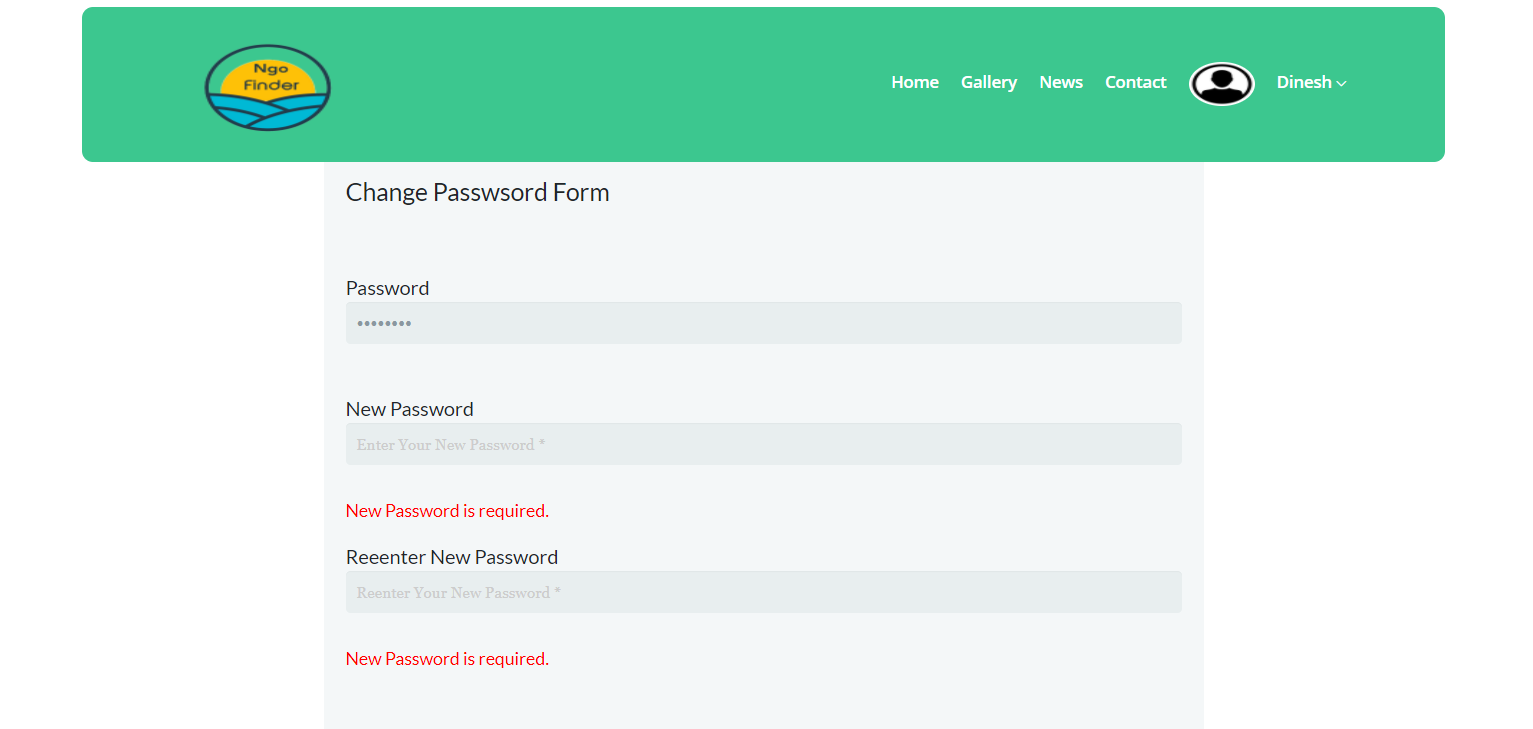 Ngo
Finder
Home Gallery News Contact Dinesh
Change Passwsord Form
Password
••••••••
New Password
Enter Your New Password *
New Password is required.
Reeenter New Password
Reenter Your New Password *
New Password is required.